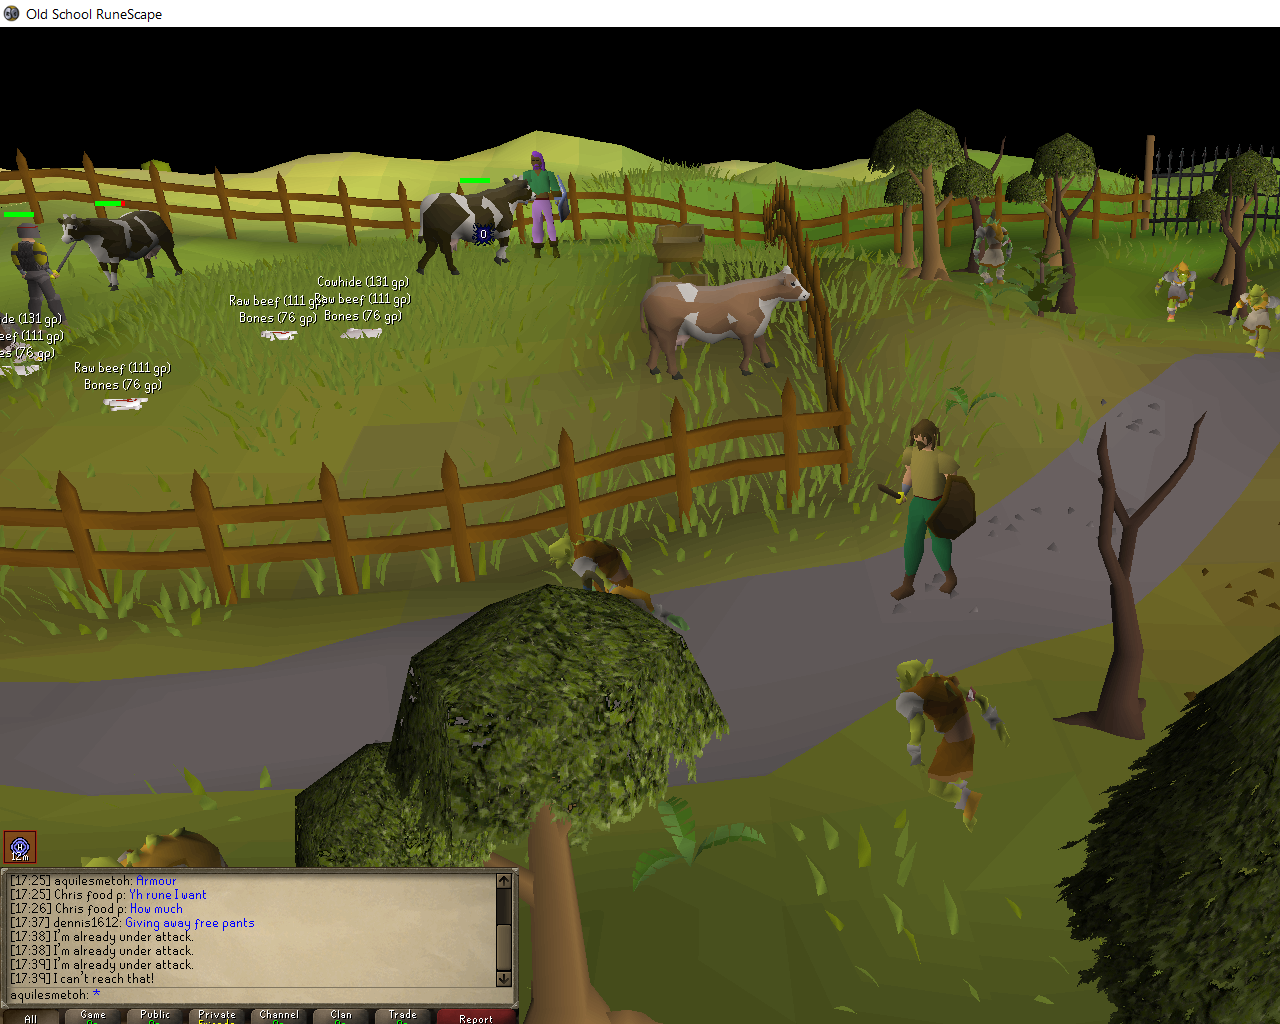 Old School RuneScape
0
Cowhide (131 gp)
Raw beef (111 gp)
Raw beef (111 gp)
Bones (76 gp)
Bones (76 gp)
de (131 gp)
eef (111 gp)
es (76 gp)
Raw beef (111 gp)
Bones (76 gp)
H
12m
[17:25] aquilesmetoh: Armour
[17:25] Chris food p: Yh rune I want
[17:26] Chris food p: How much
[17:37] dennis1612: Giving away free pants
[17:38] I'm already under attack.
[17:38] I'm already under attack.
[17:39] I'm already under attack.
[17:39] I can't reach that!
aquilesmetoh: *
All Game Public Private Channel Clan Trade Report